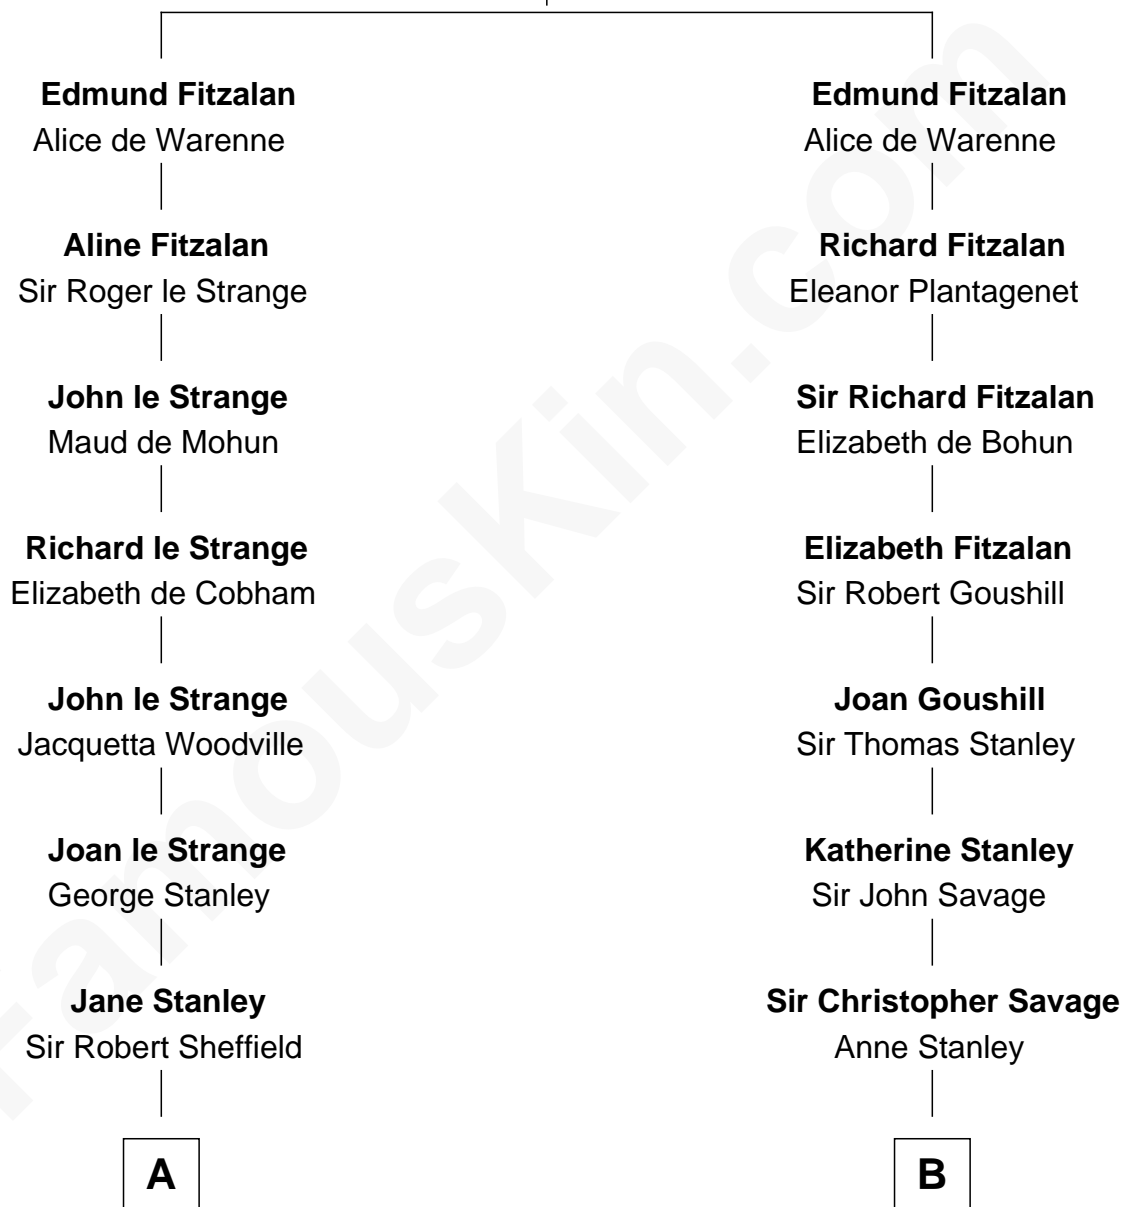 Edmund Fitzalan
Alice de Warenne
Aline Fitzalan
Sir Roger le Strange
John le Strange
Maud de Mohun
Richard le Strange
Elizabeth de Cobham
John le Strange
Jacquetta Woodville
Joan le Strange
George Stanley
Jane Stanley
Sir Robert Sheffield
A
Edmund Fitzalan
Alice de Warenne
Richard Fitzalan
Eleanor Plantagenet
Sir Richard Fitzalan
Elizabeth de Bohun
Elizabeth Fitzalan
Sir Robert Goushill
Joan Goushill
Sir Thomas Stanley
Katherine Stanley
Sir John Savage
Sir Christopher Savage
Anne Stanley
B
FamousKin.com